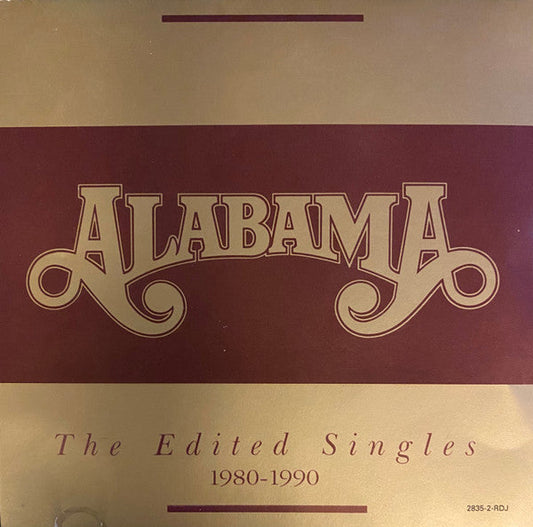 ALABAMA
The Edited Singles
1980-1990
2835-2-RDJ